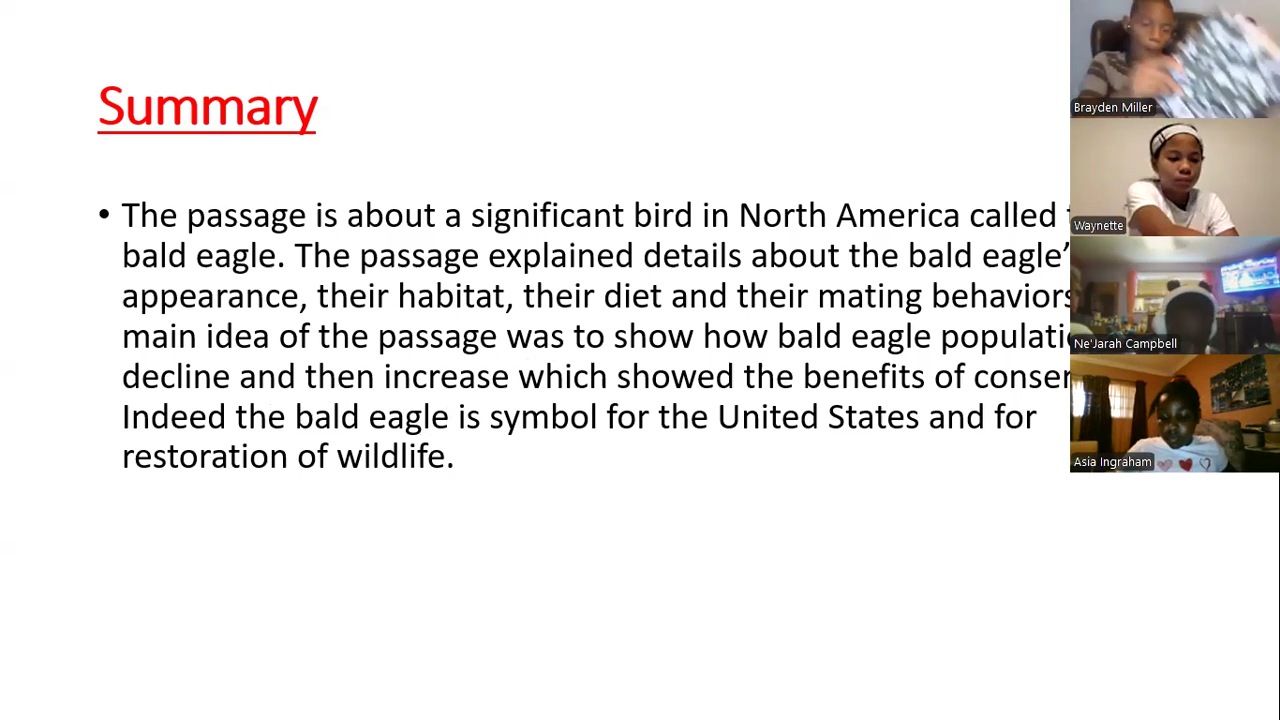 Summary
• The passage is about a significant bird in North America called
bald eagle. The passage explained details about the bald eagle’
appearance, their habitat, their diet and their mating behaviors
main idea of the passage was to show how bald eagle
decline and then increase which showed the benefits of
Indeed the bald eagle is symbol for the United States and for
restoration of wildlife.
Brayden Miller
Waynette
Ne'Jarah Campbell
Asia Ingraham